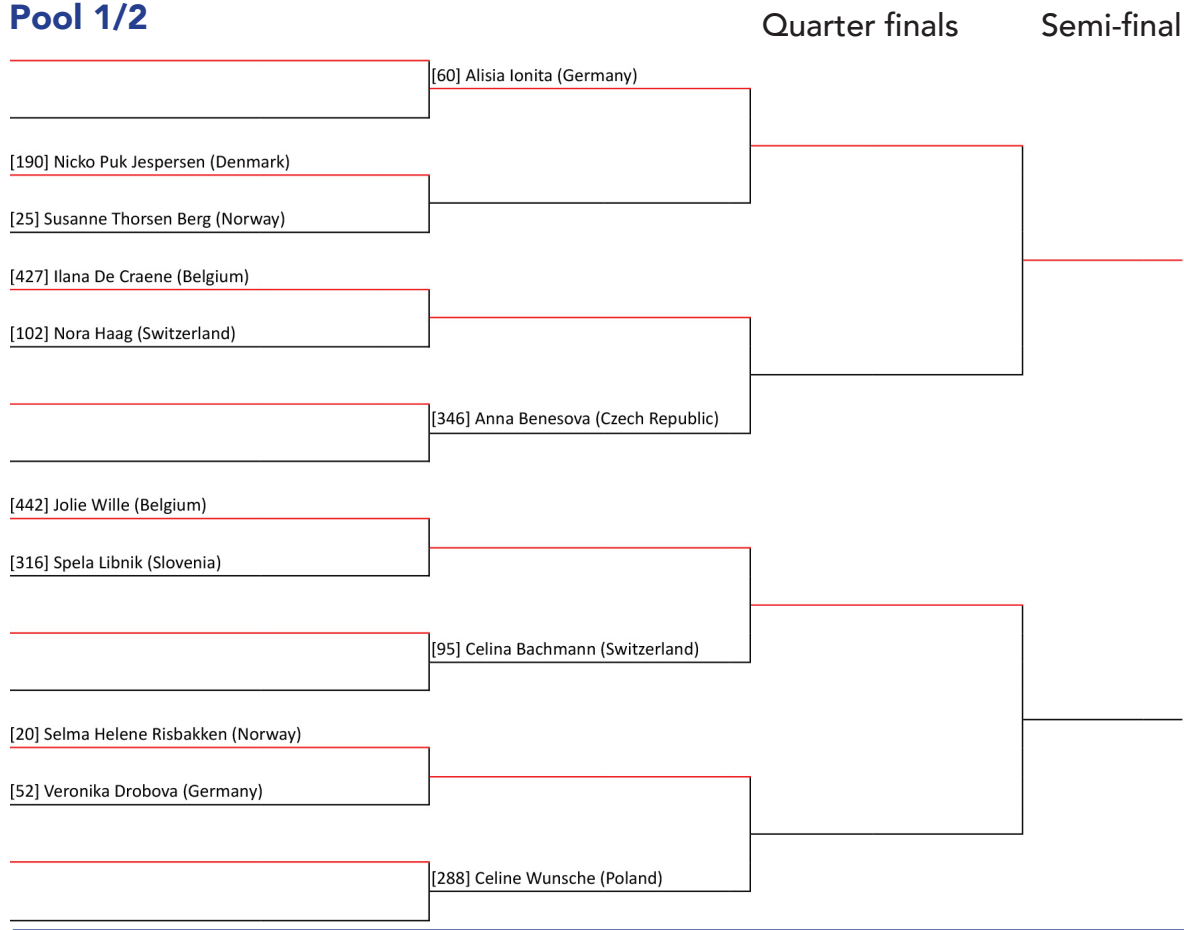 Pool 1/2
Quarter finals
Semi-final
[60] Alisia Ionita (Germany)
[190] Nicko Puk Jespersen (Denmark)
[25] Susanne Thorsen Berg (Norway)
[427] Ilana De Craene (Belgium)
[102] Nora Haag (Switzerland)
[346] Anna Benesova (Czech Republic)
[442] Jolie Wille (Belgium)
[316] Spela Libnik (Slovenia)
[95] Celina Bachmann (Switzerland)
[20] Selma Helene Risbakken (Norway)
[52] Veronika Drobova (Germany)
[288] Celine Wunsche (Poland)